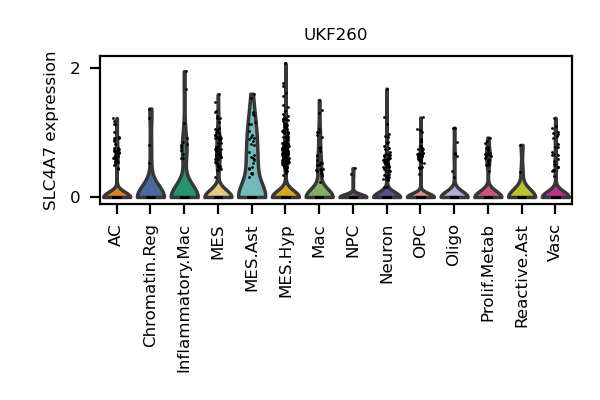 UKF260
SLC4A7 expression
2
0
AC
Chromatin.Reg
Inflammatory.Mac
MES
MES.Ast
MES.Hyp
Mac
NPC
Neuron
OPC
Oligo
Prolif.Metab
Reactive.Ast
Vasc